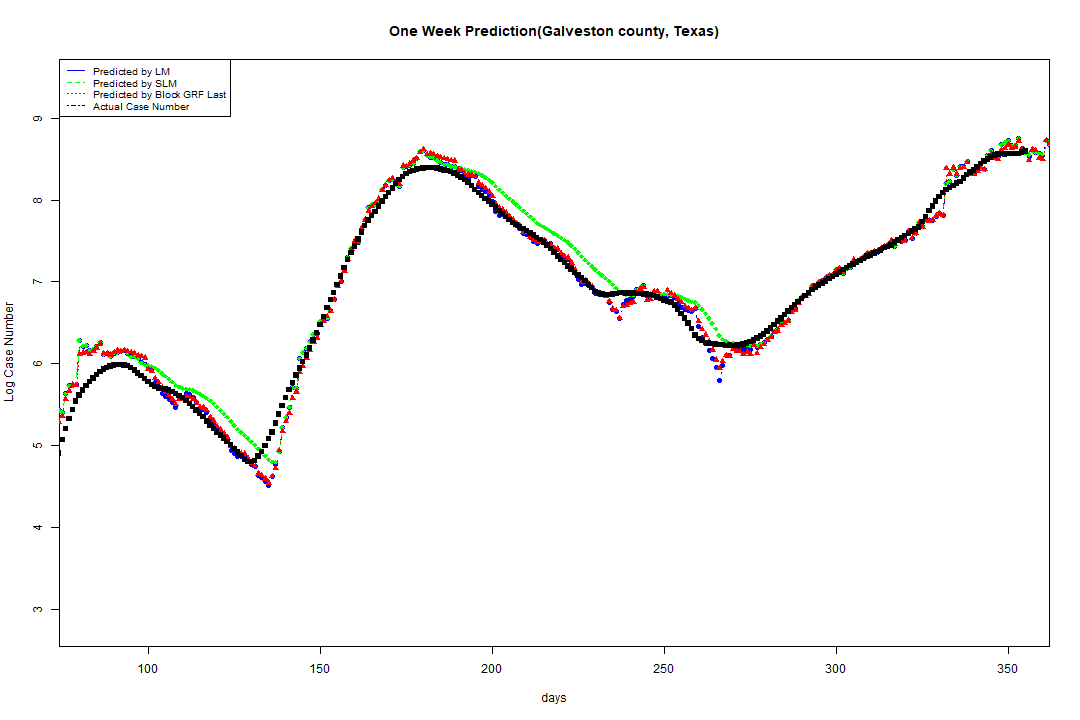 One Week Prediction(Galveston county, Texas)
Predicted by LM
Predicted by SLM
Predicted by Block GRF Last
Actual Case Number
Log Case Number
9
8
7
6
5
4
3
100 150 200 250 300 350
days